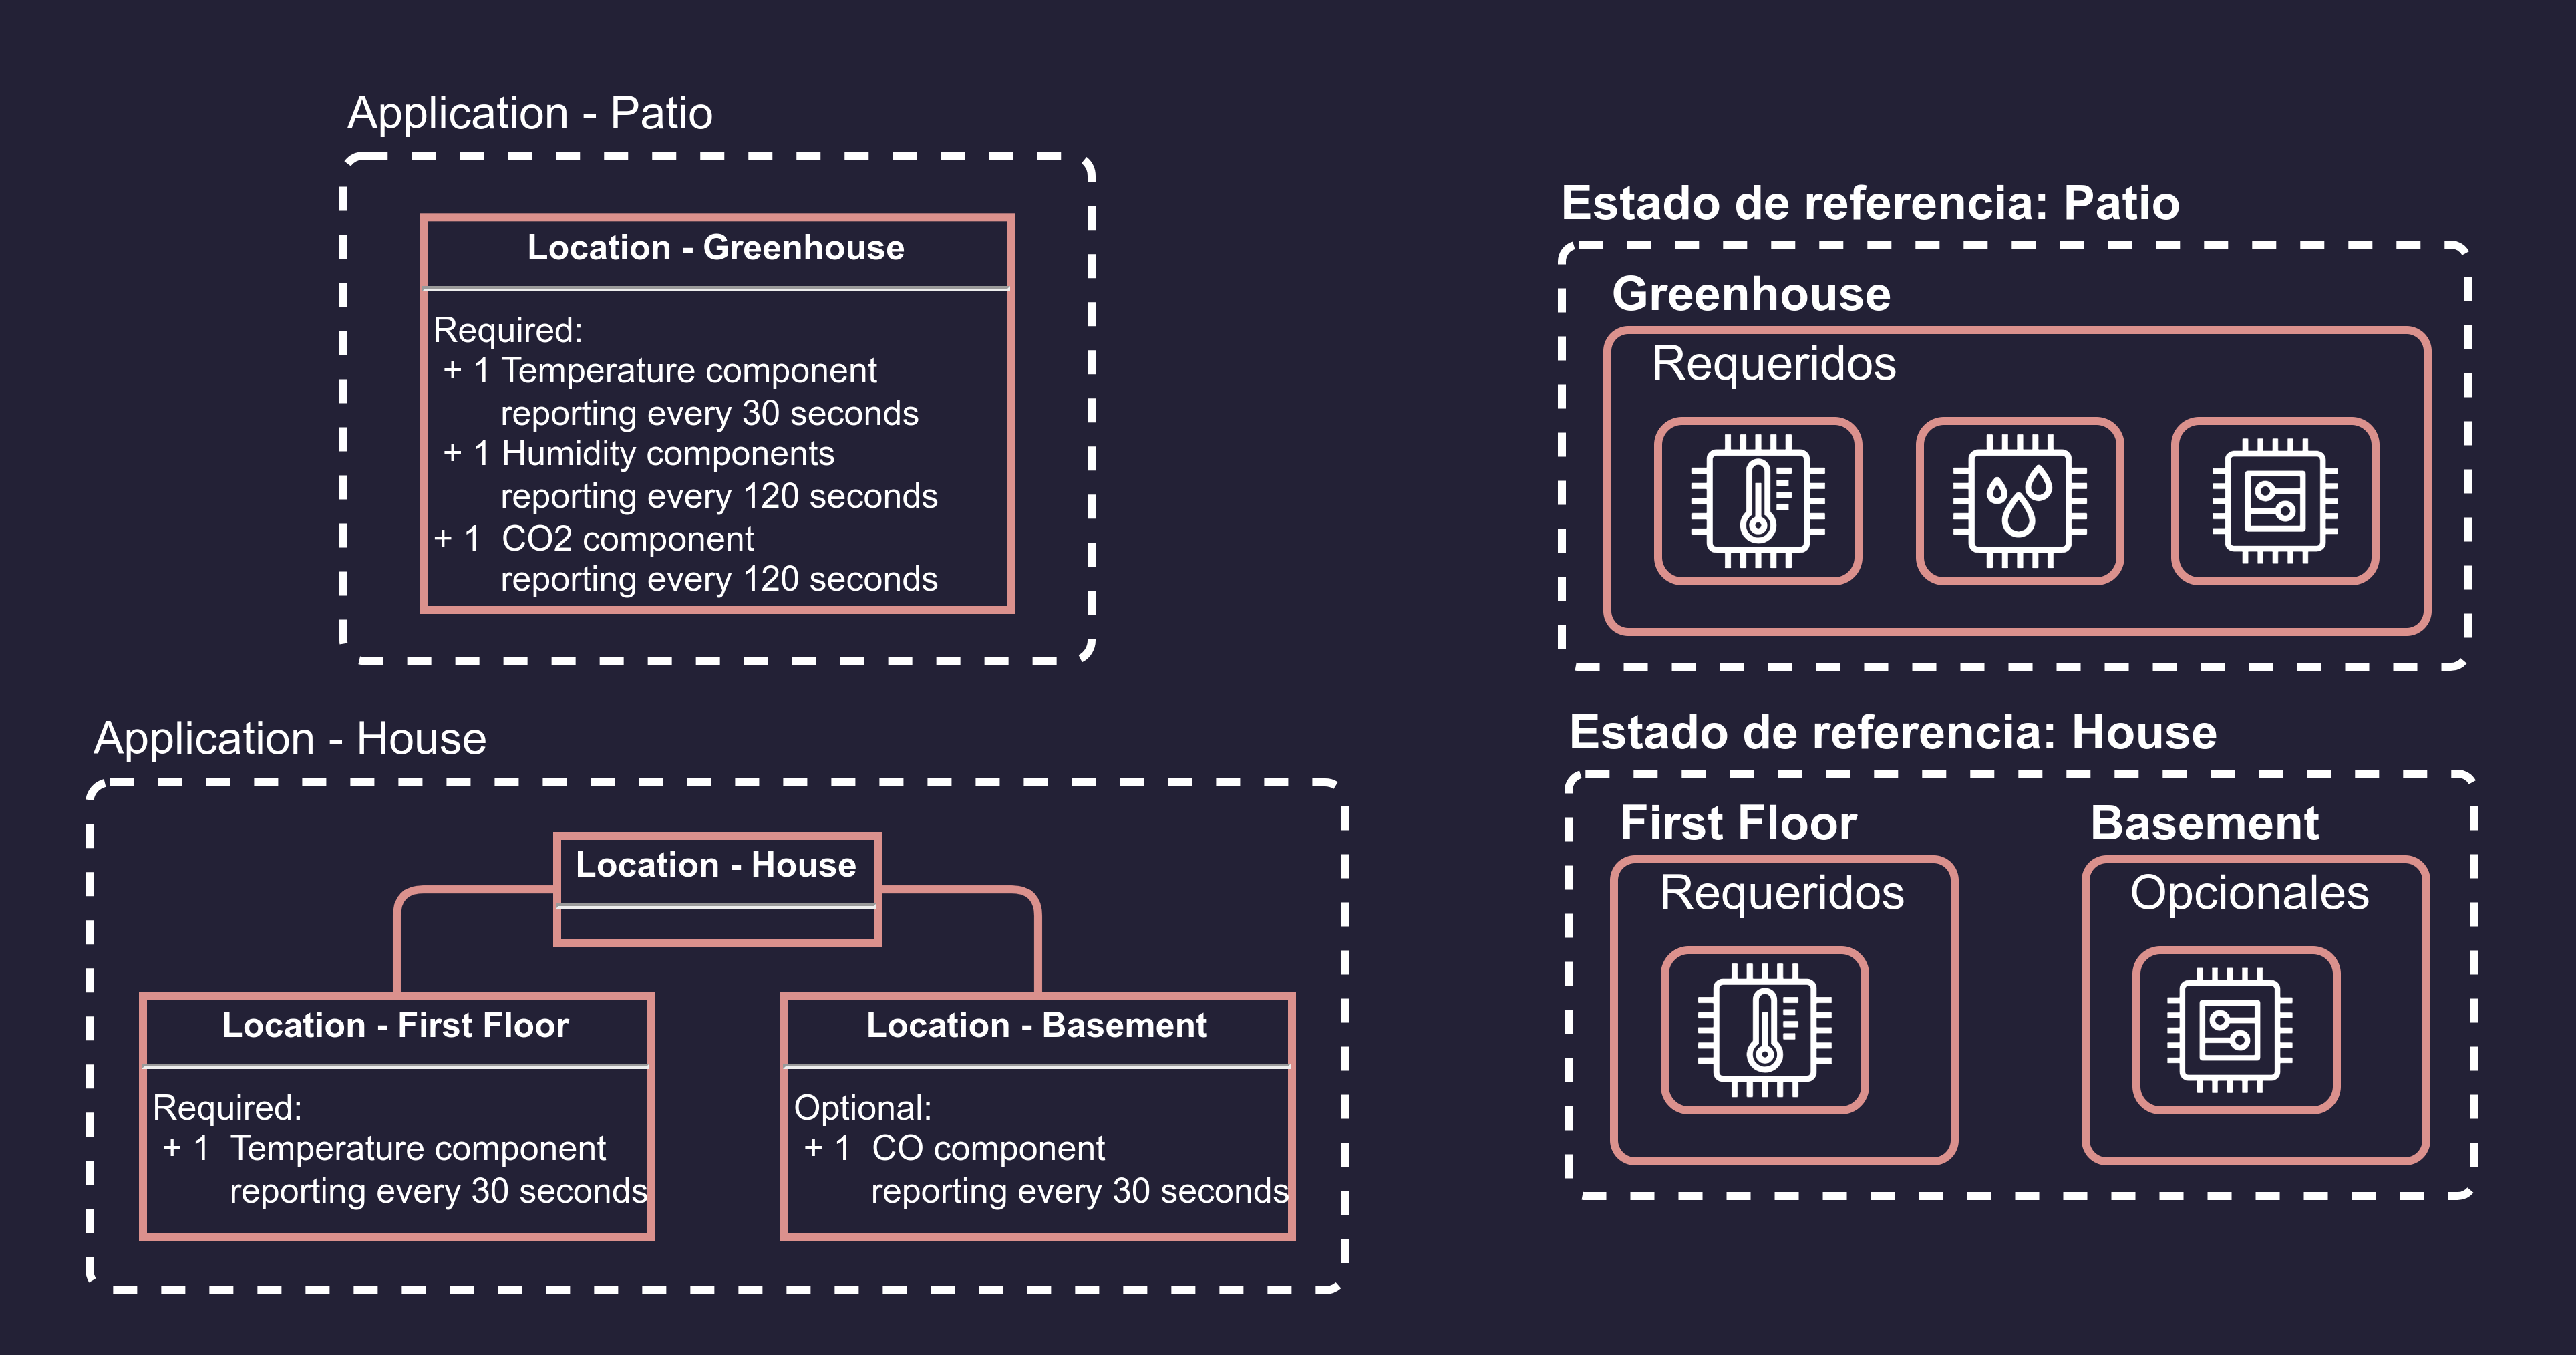 Application - Patio
Location - Greenhouse
Required:
+ 1 Temperature component
reporting every 30 seconds
+ 1 Humidity components
reporting every 120 seconds
+ 1 CO2 component
reporting every 120 seconds
Application - House
Location - House
Location - First Floor
Required:
+ 1 Temperature component
reporting every 30 seconds
Location - Basement
Optional:
+ 1 CO component
reporting every 30 seconds
Estado de referencia: Patio
Greenhouse
Requeridos
Estado de referencia: House
First Floor
Requeridos
Basement
Opcionales